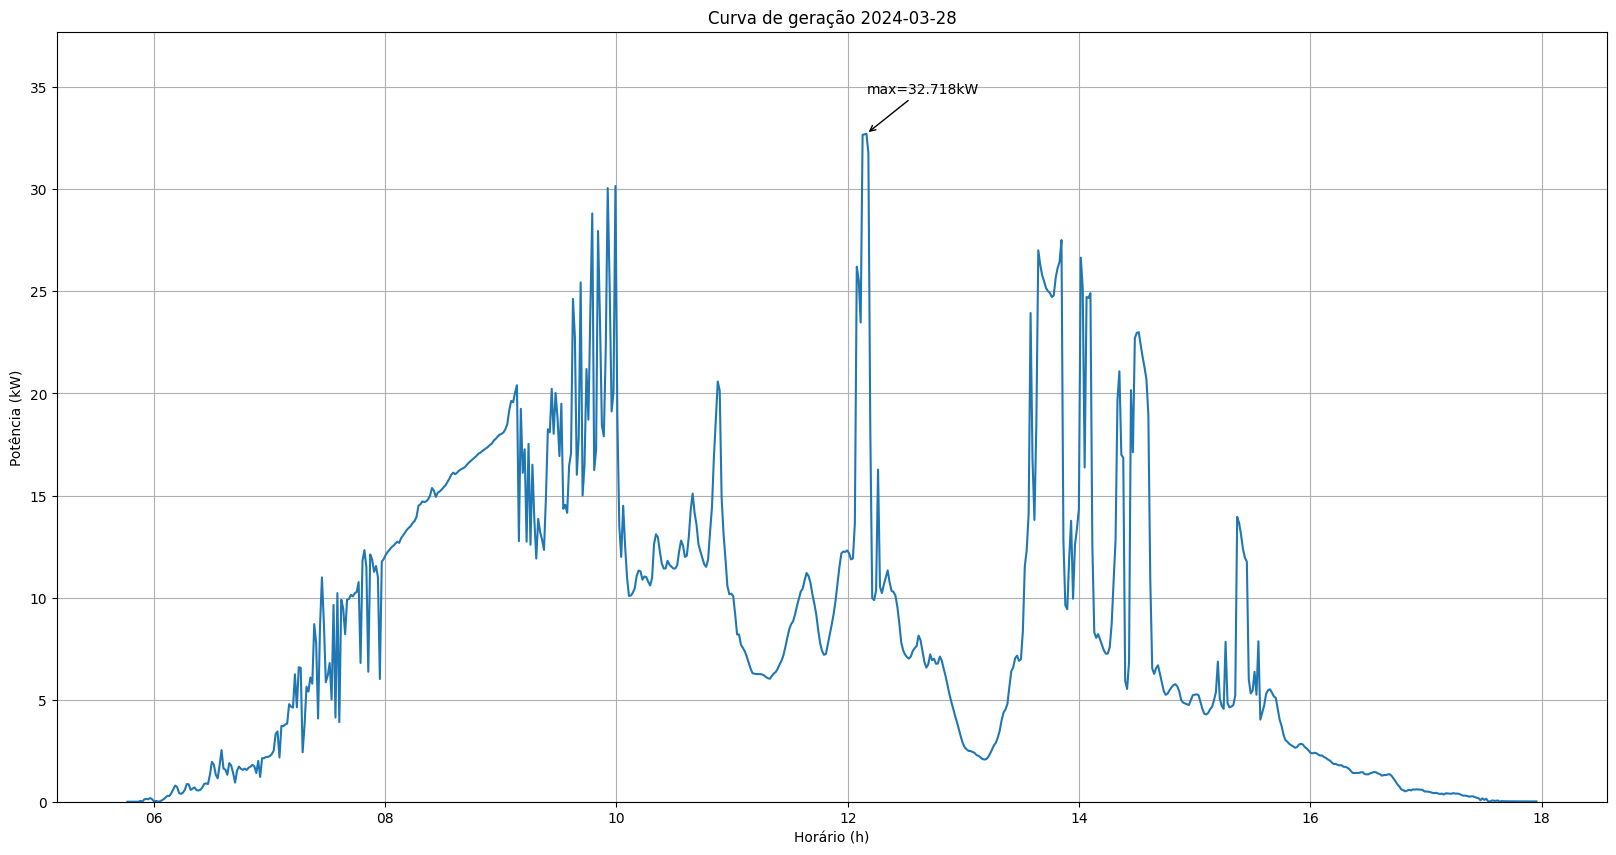 Curva de geração 2024-03-28
max=32.718kW
Potência (kW)
35
30
25
20
15
10
5
0
06 08 10 12 14 16 18
Horário (h)